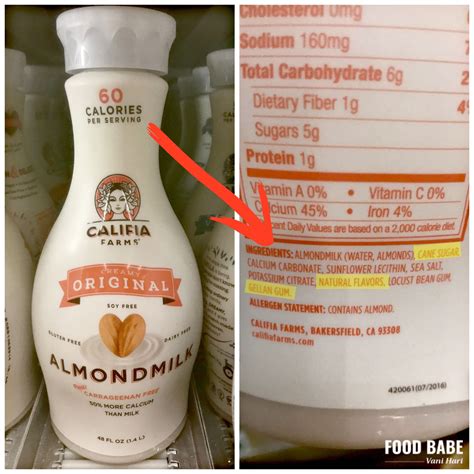 60
CALORIES
PER SERVING
CALIFIA
FARMS
CREAMY
ORIGINAL
SOY FREE
GLUTEN FREE
DAIRY FREE
ALMONDMILK
CARRAGEENAN FREE
50% MORE CALCIUM
THAN MILK
48 FL OZ (1.4L)
Cholesterol 0mg
Sodium 160mg
Total Carbohydrate 6g
Dietary Fiber 1g
Sugars 5g
Protein 1g
Vitamin A 0% • Vitamin C 0%
Calcium 45% • Iron 4%
Percent Daily Values are based on a 2,000 calorie diet.
INGREDIENTS: ALMONDMILK (WATER, ALMONDS), CANE SUGAR,
CALCIUM CARBONATE, SUNFLOWER LECITHIN, SEA SALT,
POTASSIUM CITRATE, NATURAL FLAVORS, LOCUST BEAN GUM,
GELLAN GUM.
ALLERGEN STATEMENT: CONTAINS ALMOND.
CALIFIA FARMS, BAKERSFIELD, CA 93308
califiafarms.com
420061 (07/2016)
FOOD BABE
Vani Hari